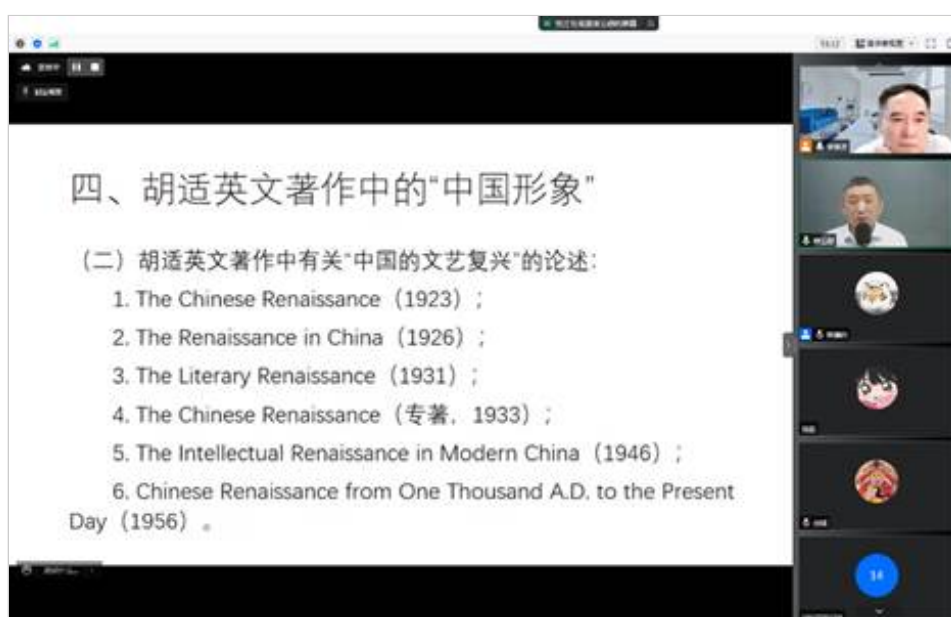 四、胡适英文著作中的“中国形象”
（二）胡适英文著作中有关“中国的文艺复兴”的论述：
1. The Chinese Renaissance（1923）；
2. The Renaissance in China（1926）；
3. The Literary Renaissance（1931）；
4. The Chinese Renaissance（专著，1933）；
5. The Intellectual Renaissance in Modern China（1946）；
6. Chinese Renaissance from One Thousand A.D. to the Present
Day（1956）。
14